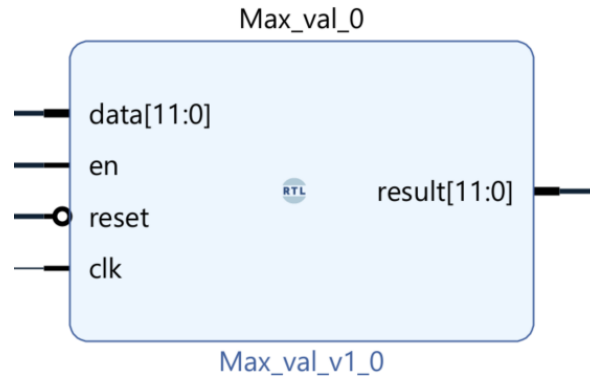 Max_val_0
data[11:0]
en
RTL
result[11:0]
reset
clk
Max_val_v1_0